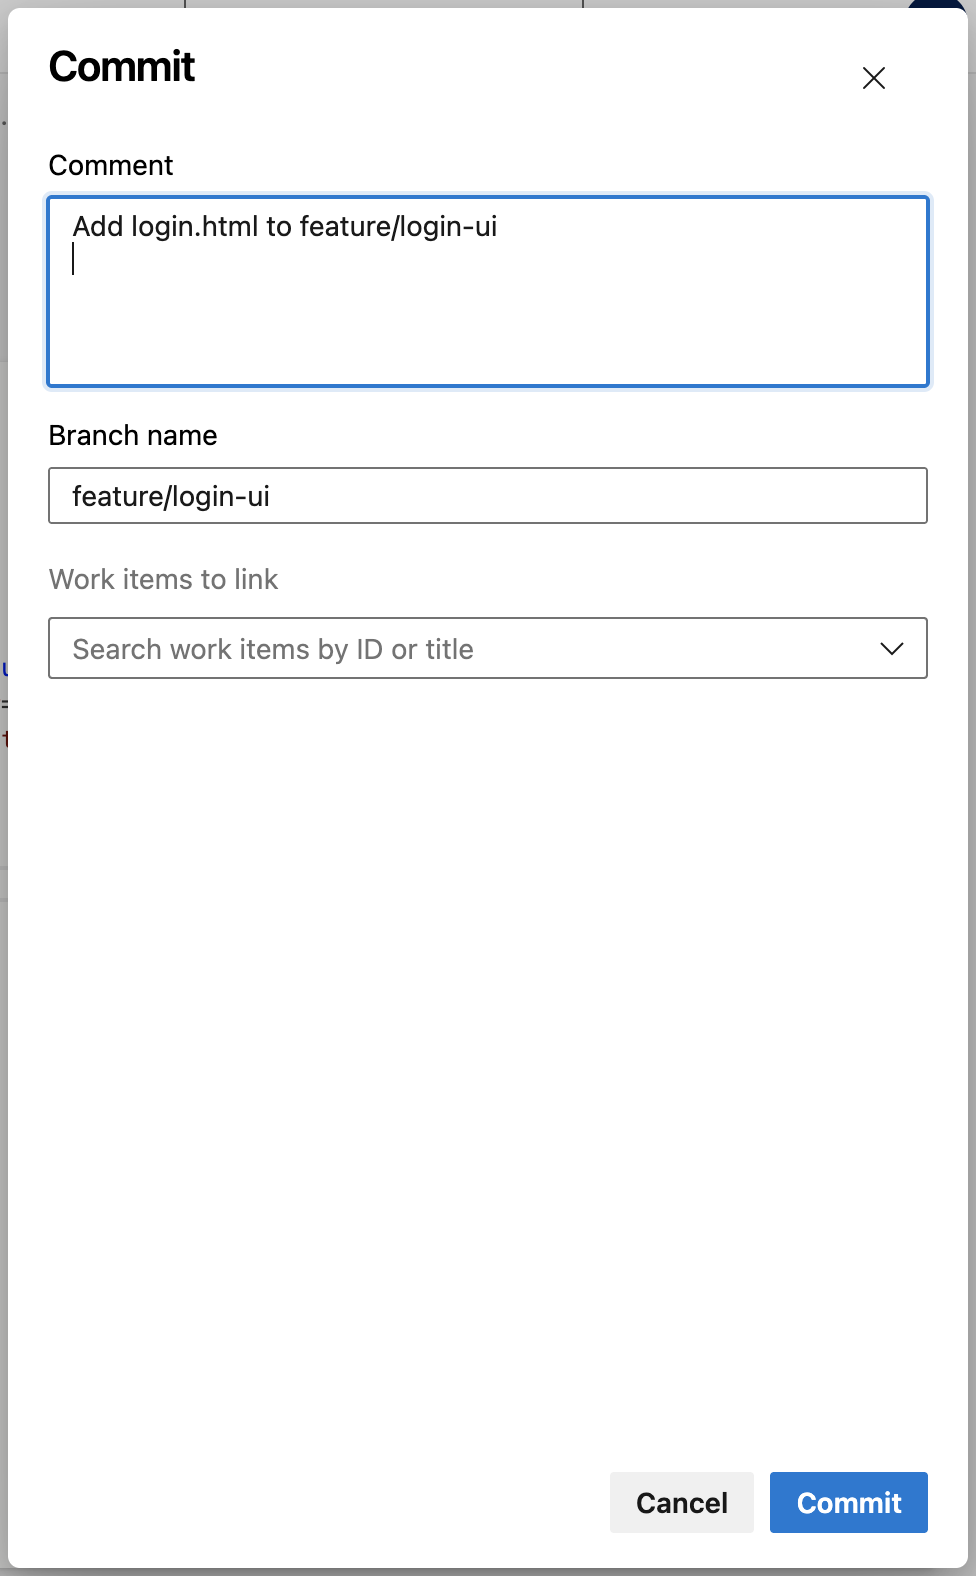 Commit
Comment
Add login.html to feature/login-ui
Branch name
feature/login-ui
Work items to link
Search work items by ID or title
Cancel
Commit